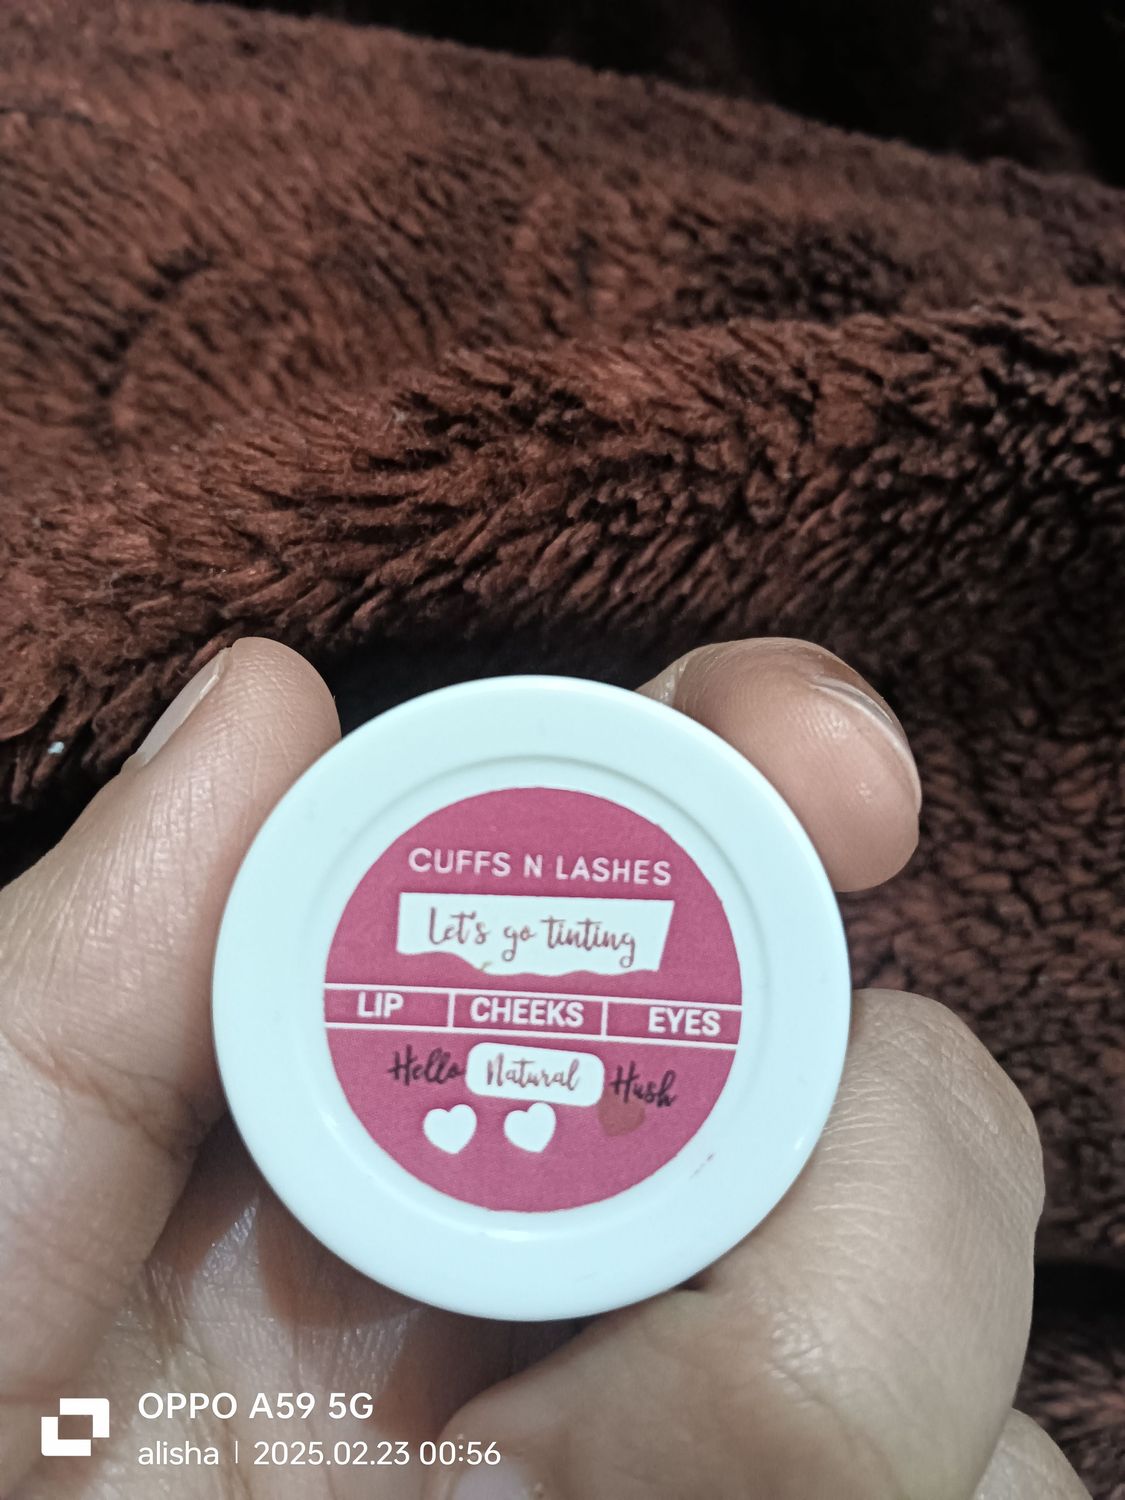 CUFFS N LASHES
Let's go tinting
LIP CHEEKS EYES
Hello Natural Hush
OPPO A59 5G
alisha | 2025.02.23 00:56